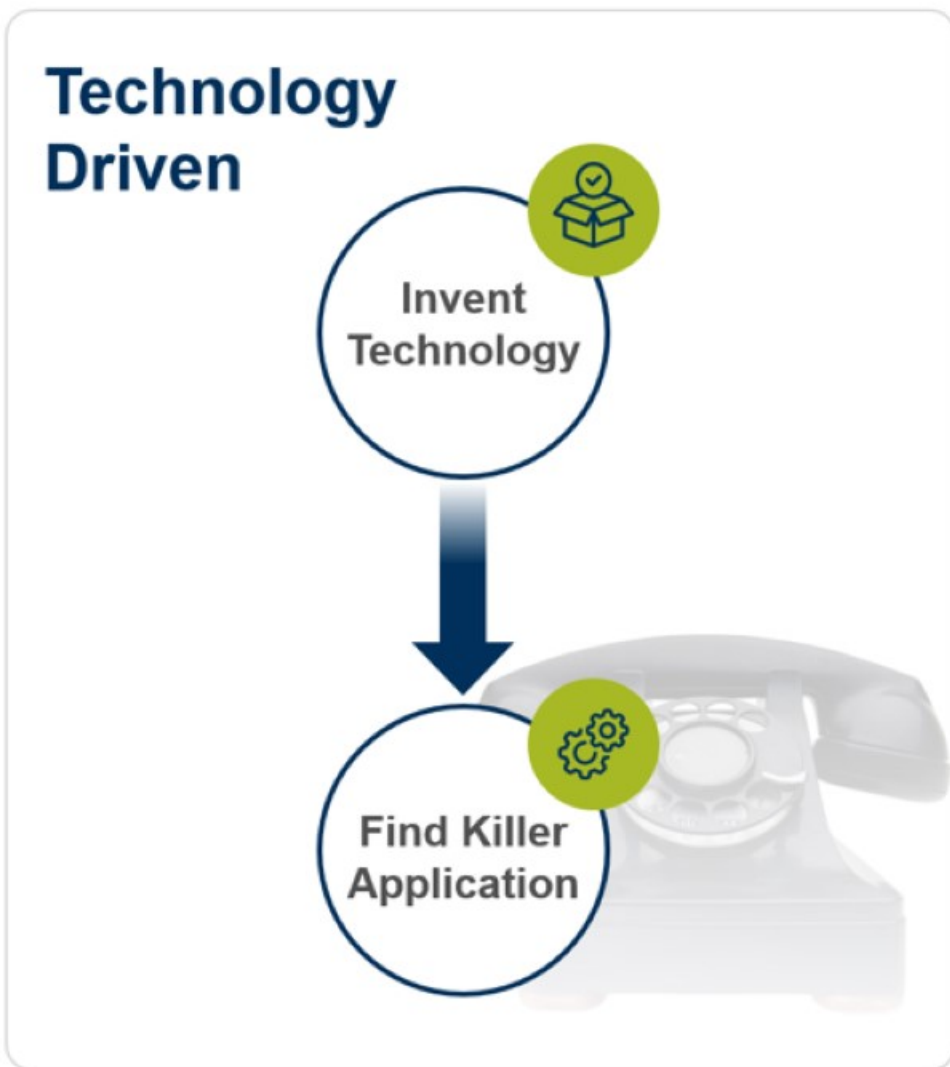 Technology
Driven
Invent
Technology
Find Killer
Application